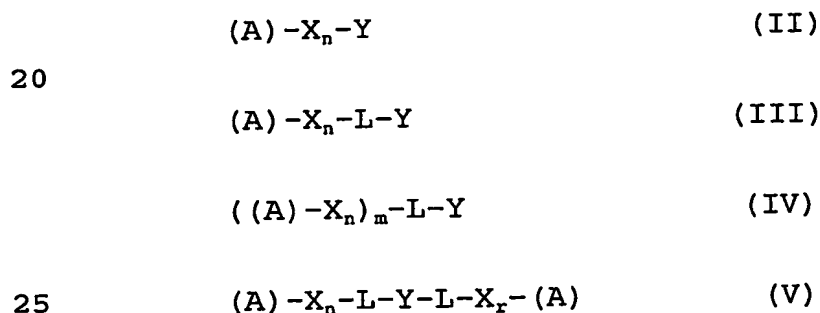 (A)-Xₙ-Y (II)
20
(A)-Xₙ-L-Y (III)
((A)-Xₙ)ₘ-L-Y (IV)
25 (A)-Xₙ-L-Y-L-Xᵣ-(A) (V)